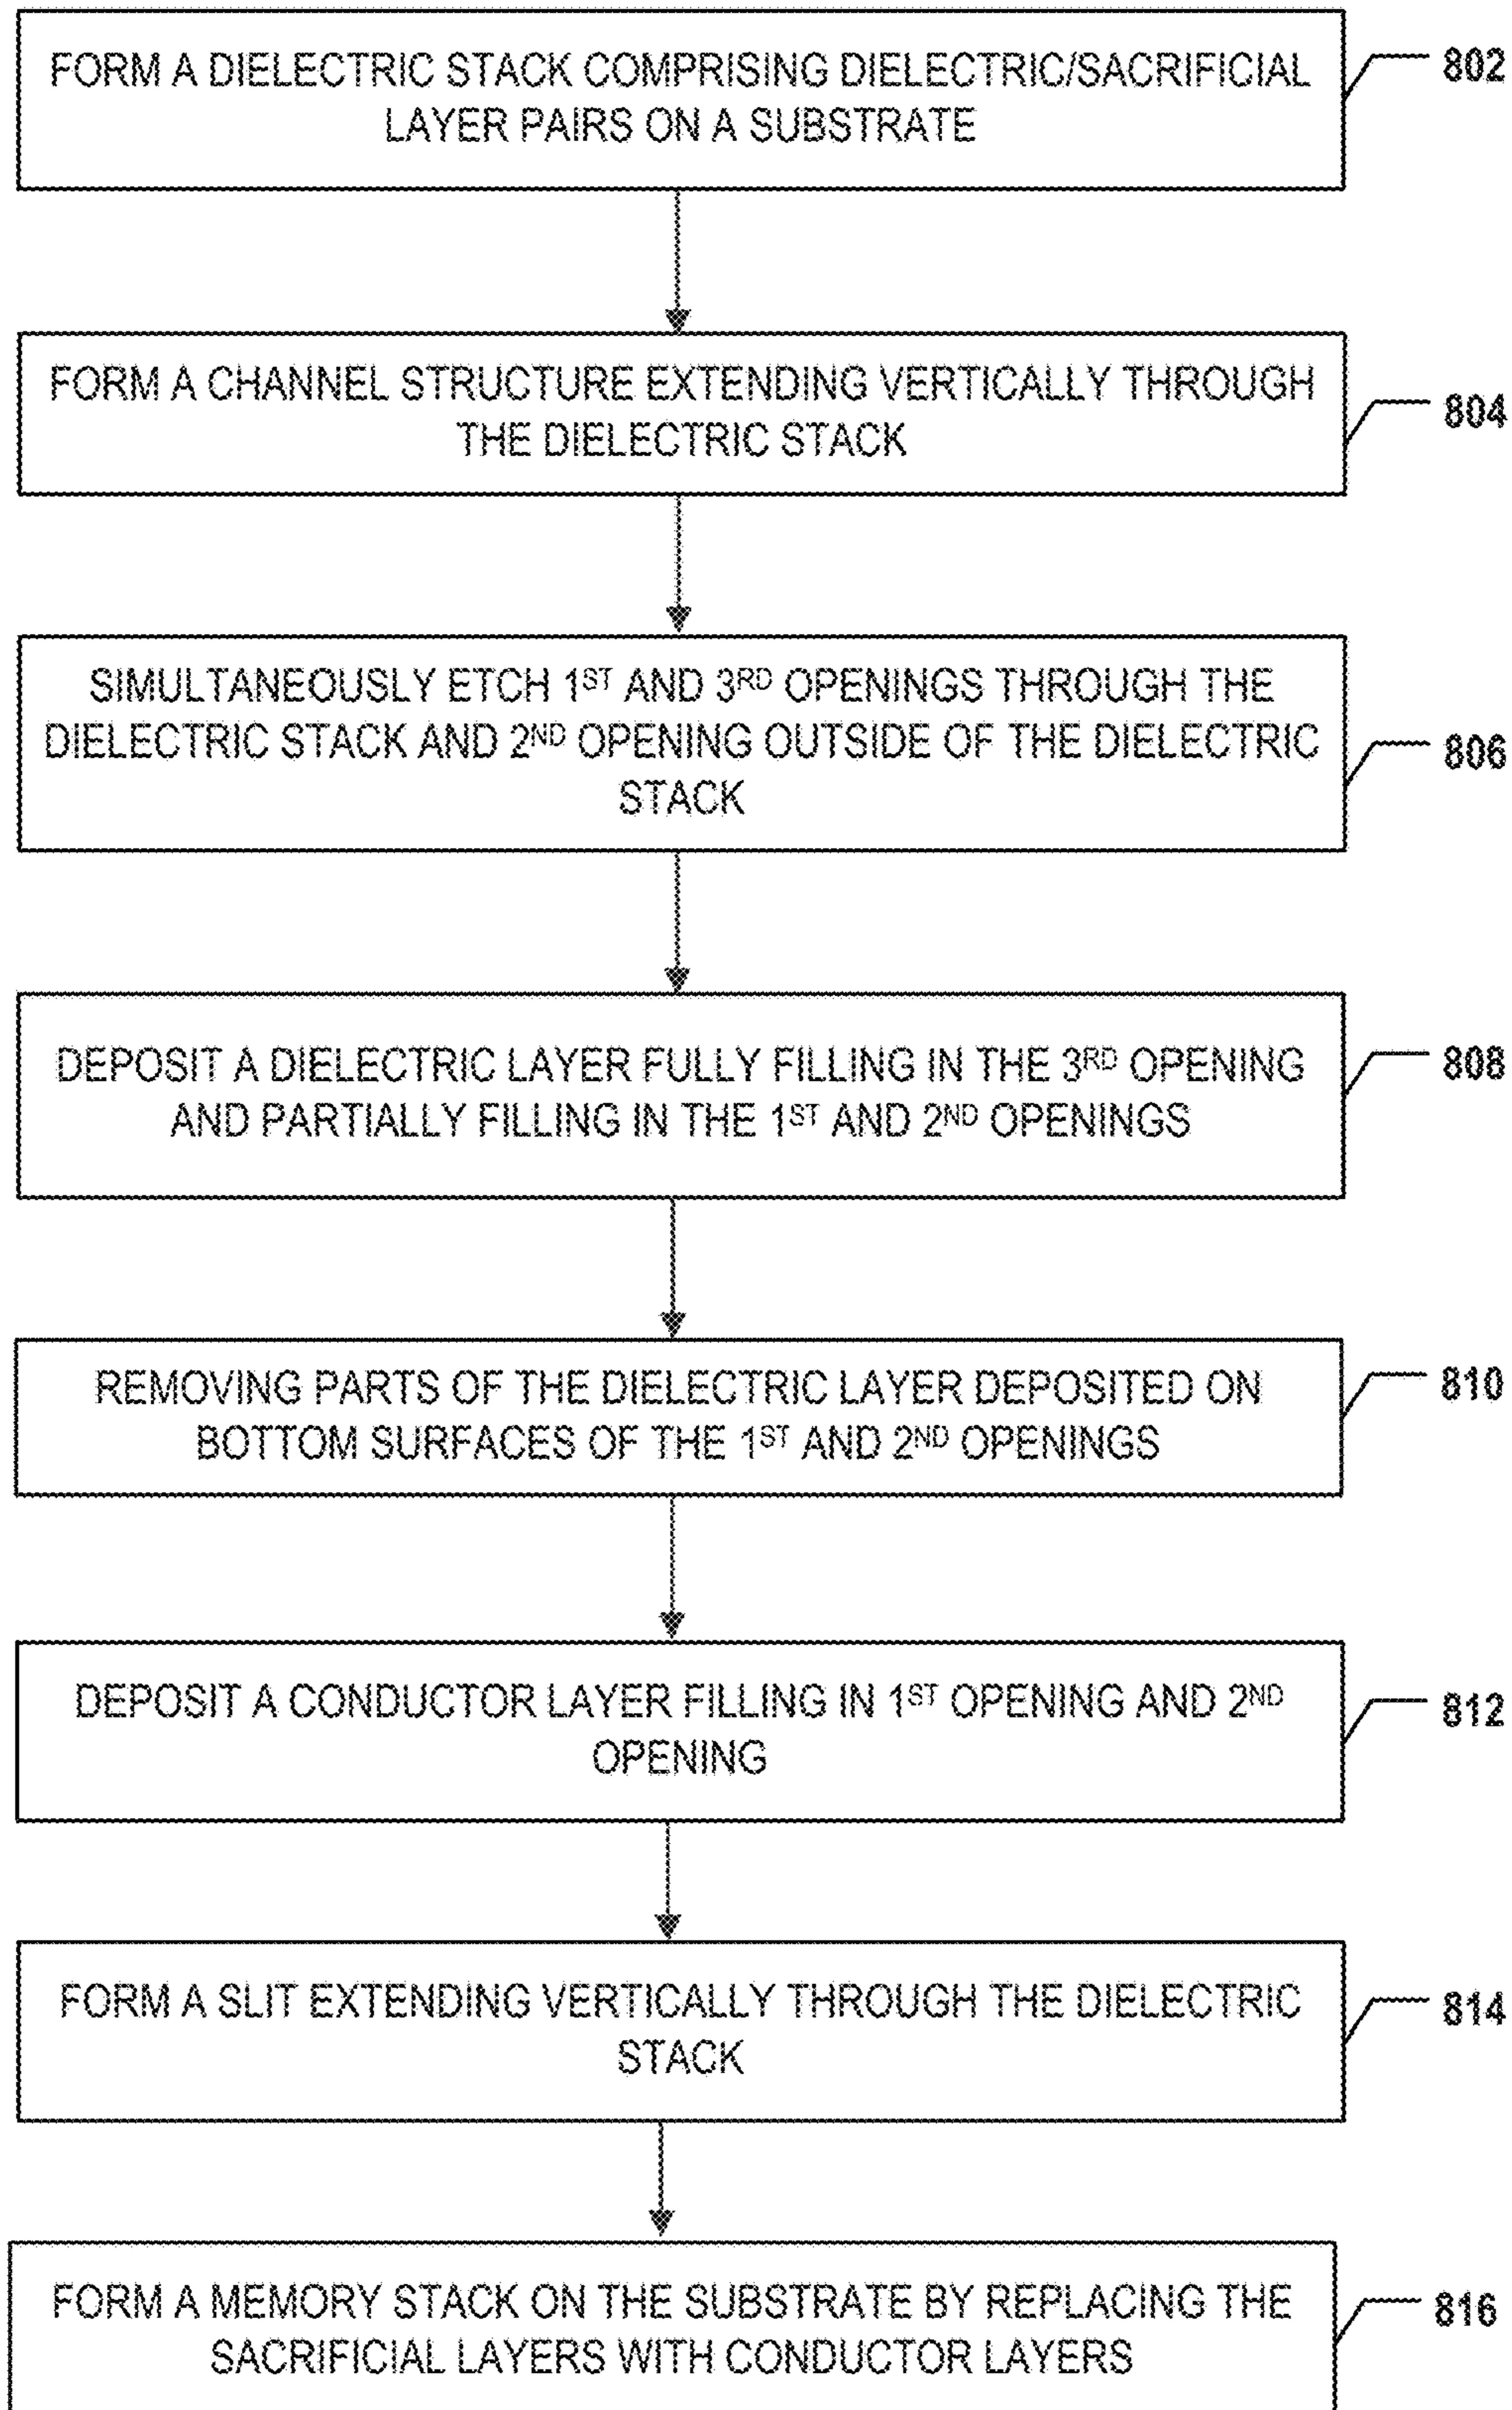 FORM A DIELECTRIC STACK COMPRISING DIELECTRIC/SACRIFICIAL
LAYER PAIRS ON A SUBSTRATE
802
FORM A CHANNEL STRUCTURE EXTENDING VERTICALLY THROUGH
THE DIELECTRIC STACK
804
SIMULTANEOUSLY ETCH 1ST AND 3RD OPENINGS THROUGH THE
DIELECTRIC STACK AND 2ND OPENING OUTSIDE OF THE DIELECTRIC
STACK
806
DEPOSIT A DIELECTRIC LAYER FULLY FILLING IN THE 3RD OPENING
AND PARTIALLY FILLING IN THE 1ST AND 2ND OPENINGS
808
REMOVING PARTS OF THE DIELECTRIC LAYER DEPOSITED ON
BOTTOM SURFACES OF THE 1ST AND 2ND OPENINGS
810
DEPOSIT A CONDUCTOR LAYER FILLING IN 1ST OPENING AND 2ND
OPENING
812
FORM A SLIT EXTENDING VERTICALLY THROUGH THE DIELECTRIC
STACK
814
FORM A MEMORY STACK ON THE SUBSTRATE BY REPLACING THE
SACRIFICIAL LAYERS WITH CONDUCTOR LAYERS
816